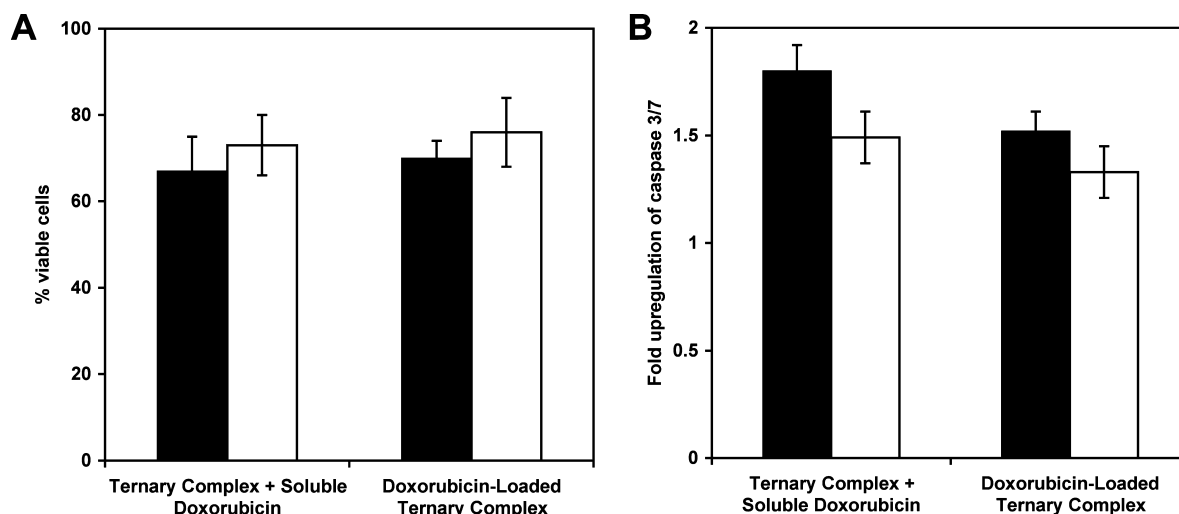 A
100
80
60
40
20
0
% viable cells
Ternary Complex + Soluble
Doxorubicin
Doxorubicin-Loaded
Ternary Complex
B
2
1.5
1
0.5
0
Fold upregulation of caspase 3/7
Ternary Complex +
Soluble Doxorubicin
Doxorubicin-Loaded
Ternary Complex